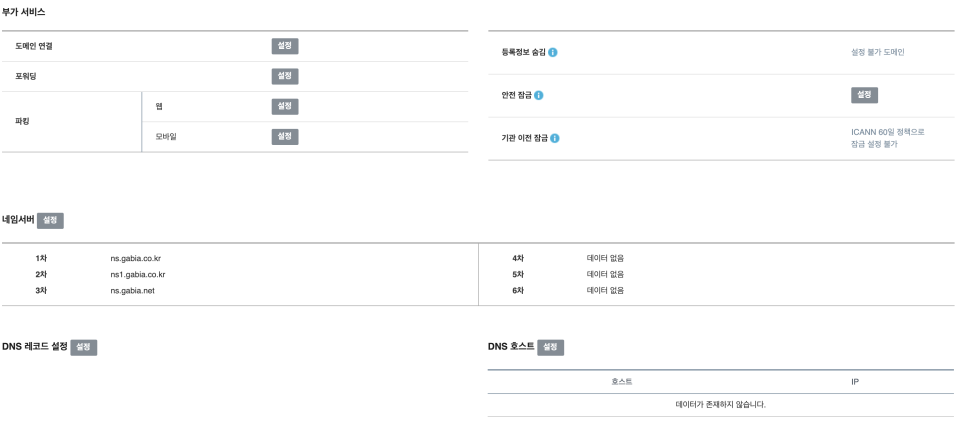 부가 서비스
도메인 연결 설정
포워딩 설정
파킹
웹 설정
모바일 설정
등록정보 숨김 설정 불가 도메인
안전 잠금 설정
기관 이전 잠금 ICANN 60일 정책으로
잠금 설정 불가
네임서버 설정
1차 ns.gabia.co.kr
2차 ns1.gabia.co.kr
3차 ns.gabia.net
4차 데이터 없음
5차 데이터 없음
6차 데이터 없음
DNS 레코드 설정 설정
DNS 호스트 설정
호스트 IP
데이터가 존재하지 않습니다.